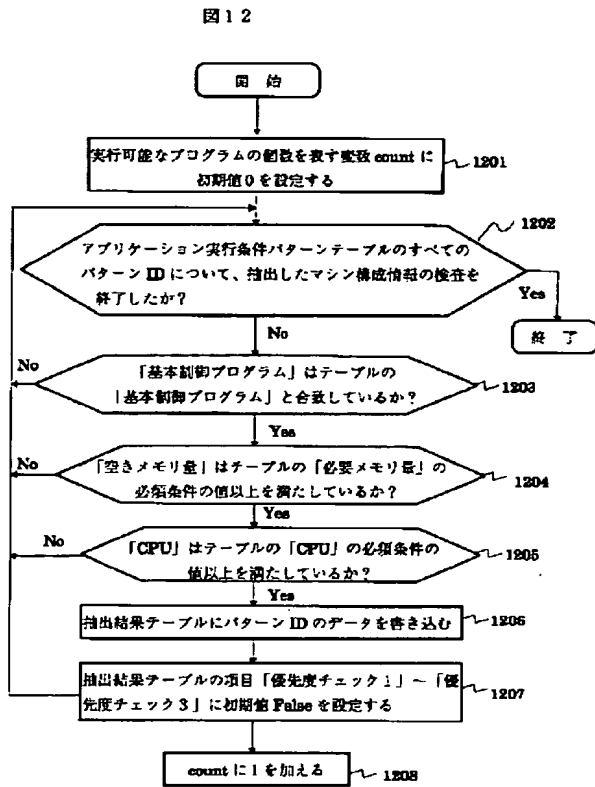 図12
開 始
実行可能なプログラムの個数を表す変数 count に
初期値0を設定する
1201
1202
アプリケーション実行条件パターンテーブルのすべての
パターン ID について、抽出したマシン構成情報の検査を
終了したか？
Yes
終 了
No
「基本制御プログラム」はテーブルの
「基本制御プログラム」と合致しているか？
No
1203
Yes
「空きメモリ量」はテーブルの「必要メモリ量」の
必須条件の値以上を満たしているか？
No
1204
Yes
「CPU」はテーブルの「CPU」の必須条件の
値以上を満たしているか？
No
1205
Yes
抽出結果テーブルにパターン ID のデータを書き込む
1206
抽出結果テーブルの項目「優先度チェック1」～「優
先度チェック3」に初期値 False を設定する
1207
count に1を加える
1208